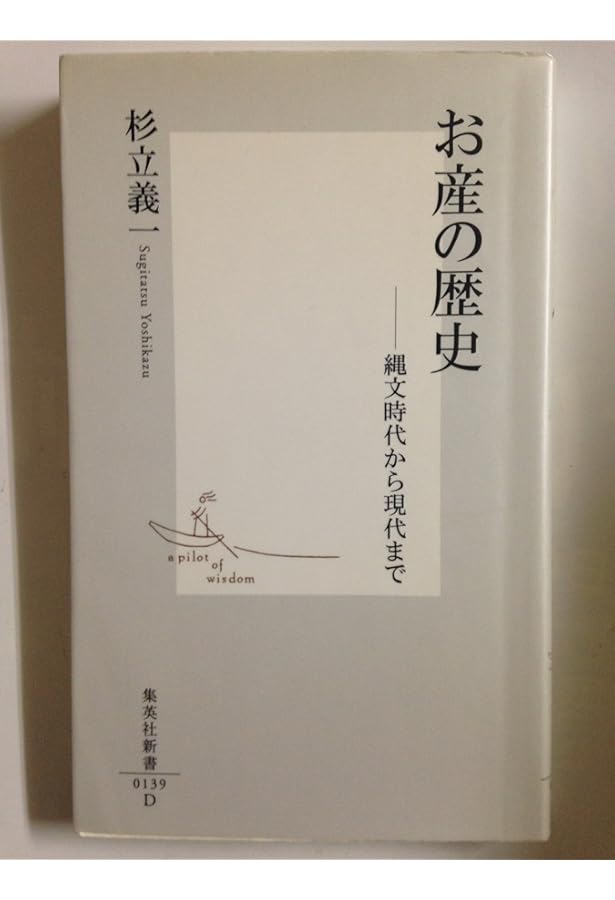 お産の歴史
――縄文時代から現代まで
杉立義一
Sugitatsu Yoshikazu
a pilot
of
wisdom
集英社新書
0139
D